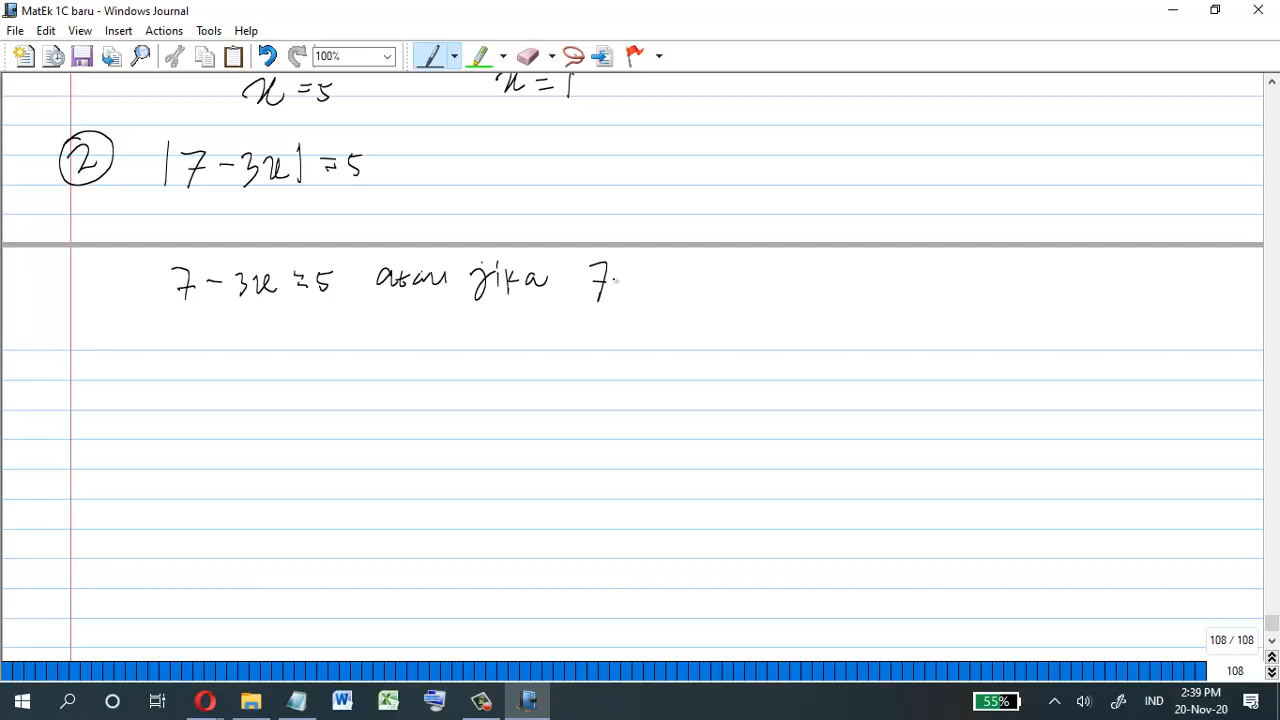 MatEk 1C baru - Windows Journal
File Edit View Insert Actions Tools Help
100%
x = 5 x = 1
2 |7 - 3x| = 5
7 - 3x = 5 atau jika 7
108 / 108
108
55% IND 2:39 PM
20-Nov-20